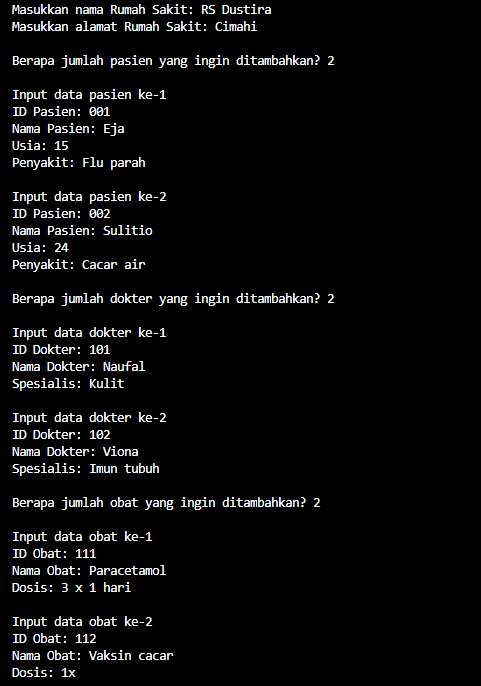 Masukkan nama Rumah Sakit: RS Dustira
Masukkan alamat Rumah Sakit: Cimahi
Berapa jumlah pasien yang ingin ditambahkan? 2
Input data pasien ke-1
ID Pasien: 001
Nama Pasien: Eja
Usia: 15
Penyakit: Flu parah
Input data pasien ke-2
ID Pasien: 002
Nama Pasien: Sulitio
Usia: 24
Penyakit: Cacar air
Berapa jumlah dokter yang ingin ditambahkan? 2
Input data dokter ke-1
ID Dokter: 101
Nama Dokter: Naufal
Spesialis: Kulit
Input data dokter ke-2
ID Dokter: 102
Nama Dokter: Viona
Spesialis: Imun tubuh
Berapa jumlah obat yang ingin ditambahkan? 2
Input data obat ke-1
ID Obat: 111
Nama Obat: Paracetamol
Dosis: 3 x 1 hari
Input data obat ke-2
ID Obat: 112
Nama Obat: Vaksin cacar
Dosis: 1x